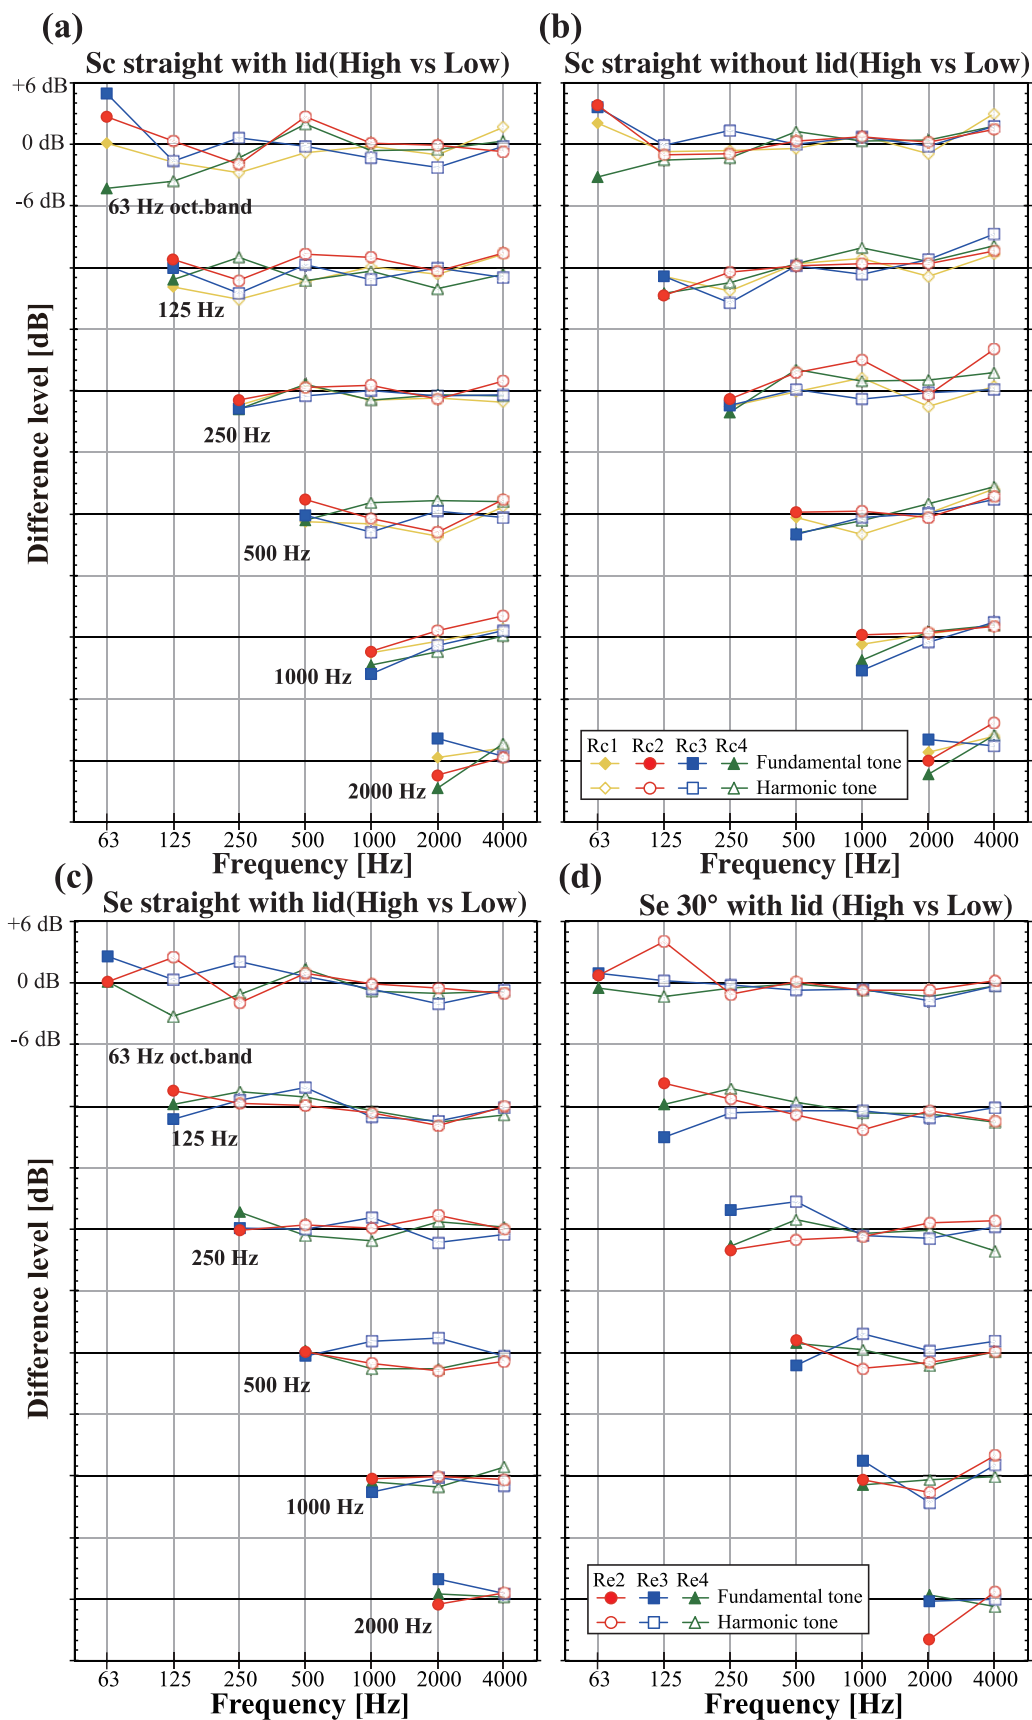 (a)
Sc straight with lid(High vs Low)
(b)
Sc straight without lid(High vs Low)
+6 dB
0 dB
-6 dB
Difference level [dB]
63 Hz oct.band
125 Hz
250 Hz
500 Hz
1000 Hz
2000 Hz
Rc1 Rc2 Rc3 Rc4
Fundamental tone
Harmonic tone
63 125 250 500 1000 2000 4000
Frequency [Hz]
63 125 250 500 1000 2000 4000
Frequency [Hz]
(c)
Se straight with lid(High vs Low)
(d)
Se 30° with lid (High vs Low)
+6 dB
0 dB
-6 dB
Difference level [dB]
63 Hz oct.band
125 Hz
250 Hz
500 Hz
1000 Hz
2000 Hz
Re2 Re3 Re4
Fundamental tone
Harmonic tone
63 125 250 500 1000 2000 4000
Frequency [Hz]
63 125 250 500 1000 2000 4000
Frequency [Hz]